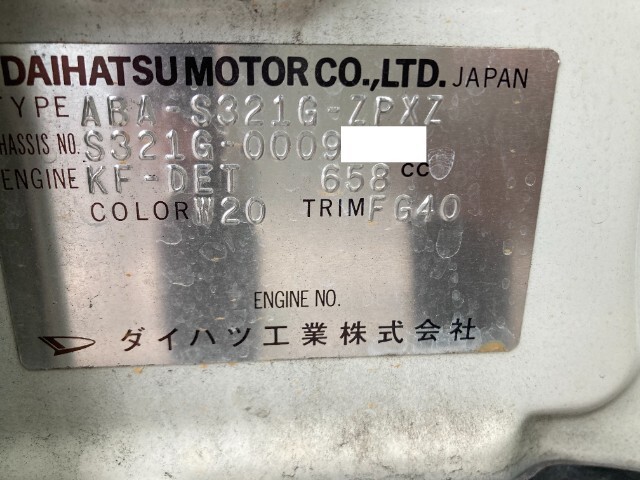 DAIHATSU MOTOR CO.,LTD. JAPAN
TYPE ABA-S321G-ZPXZ
HASSIS NO. S321G-0009
ENGINE KF-DET 658 CC
COLOR W20 TRIM FG40
ENGINE NO.
ダイハツ工業株式会社